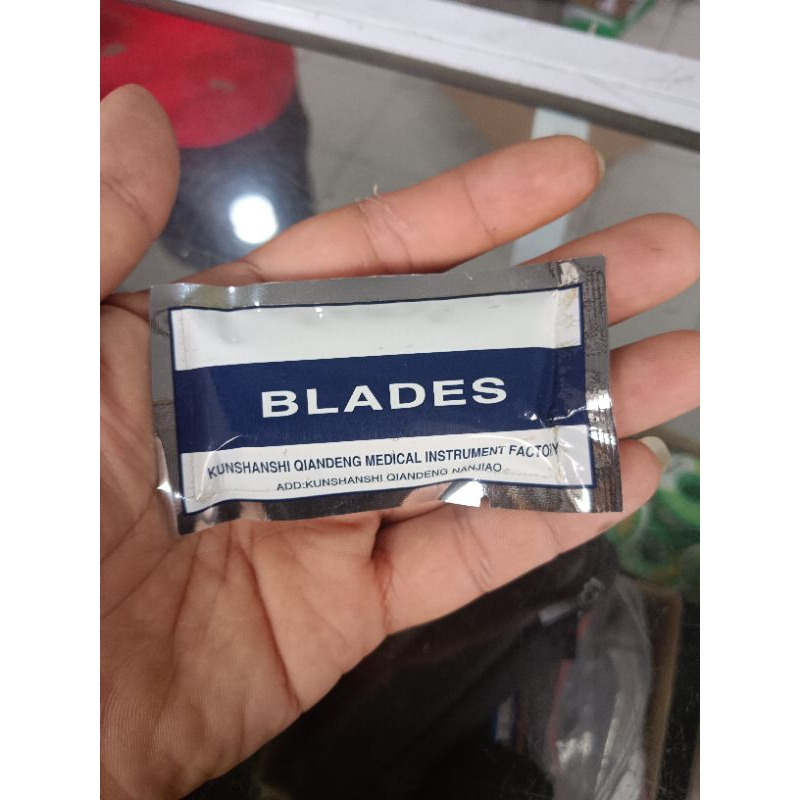 BLADES
KUNSHANSHI QIANDENG MEDICAL INSTRUMENT FACTORY
ADD:KUNSHANSHI QIANDENG NANJIAO